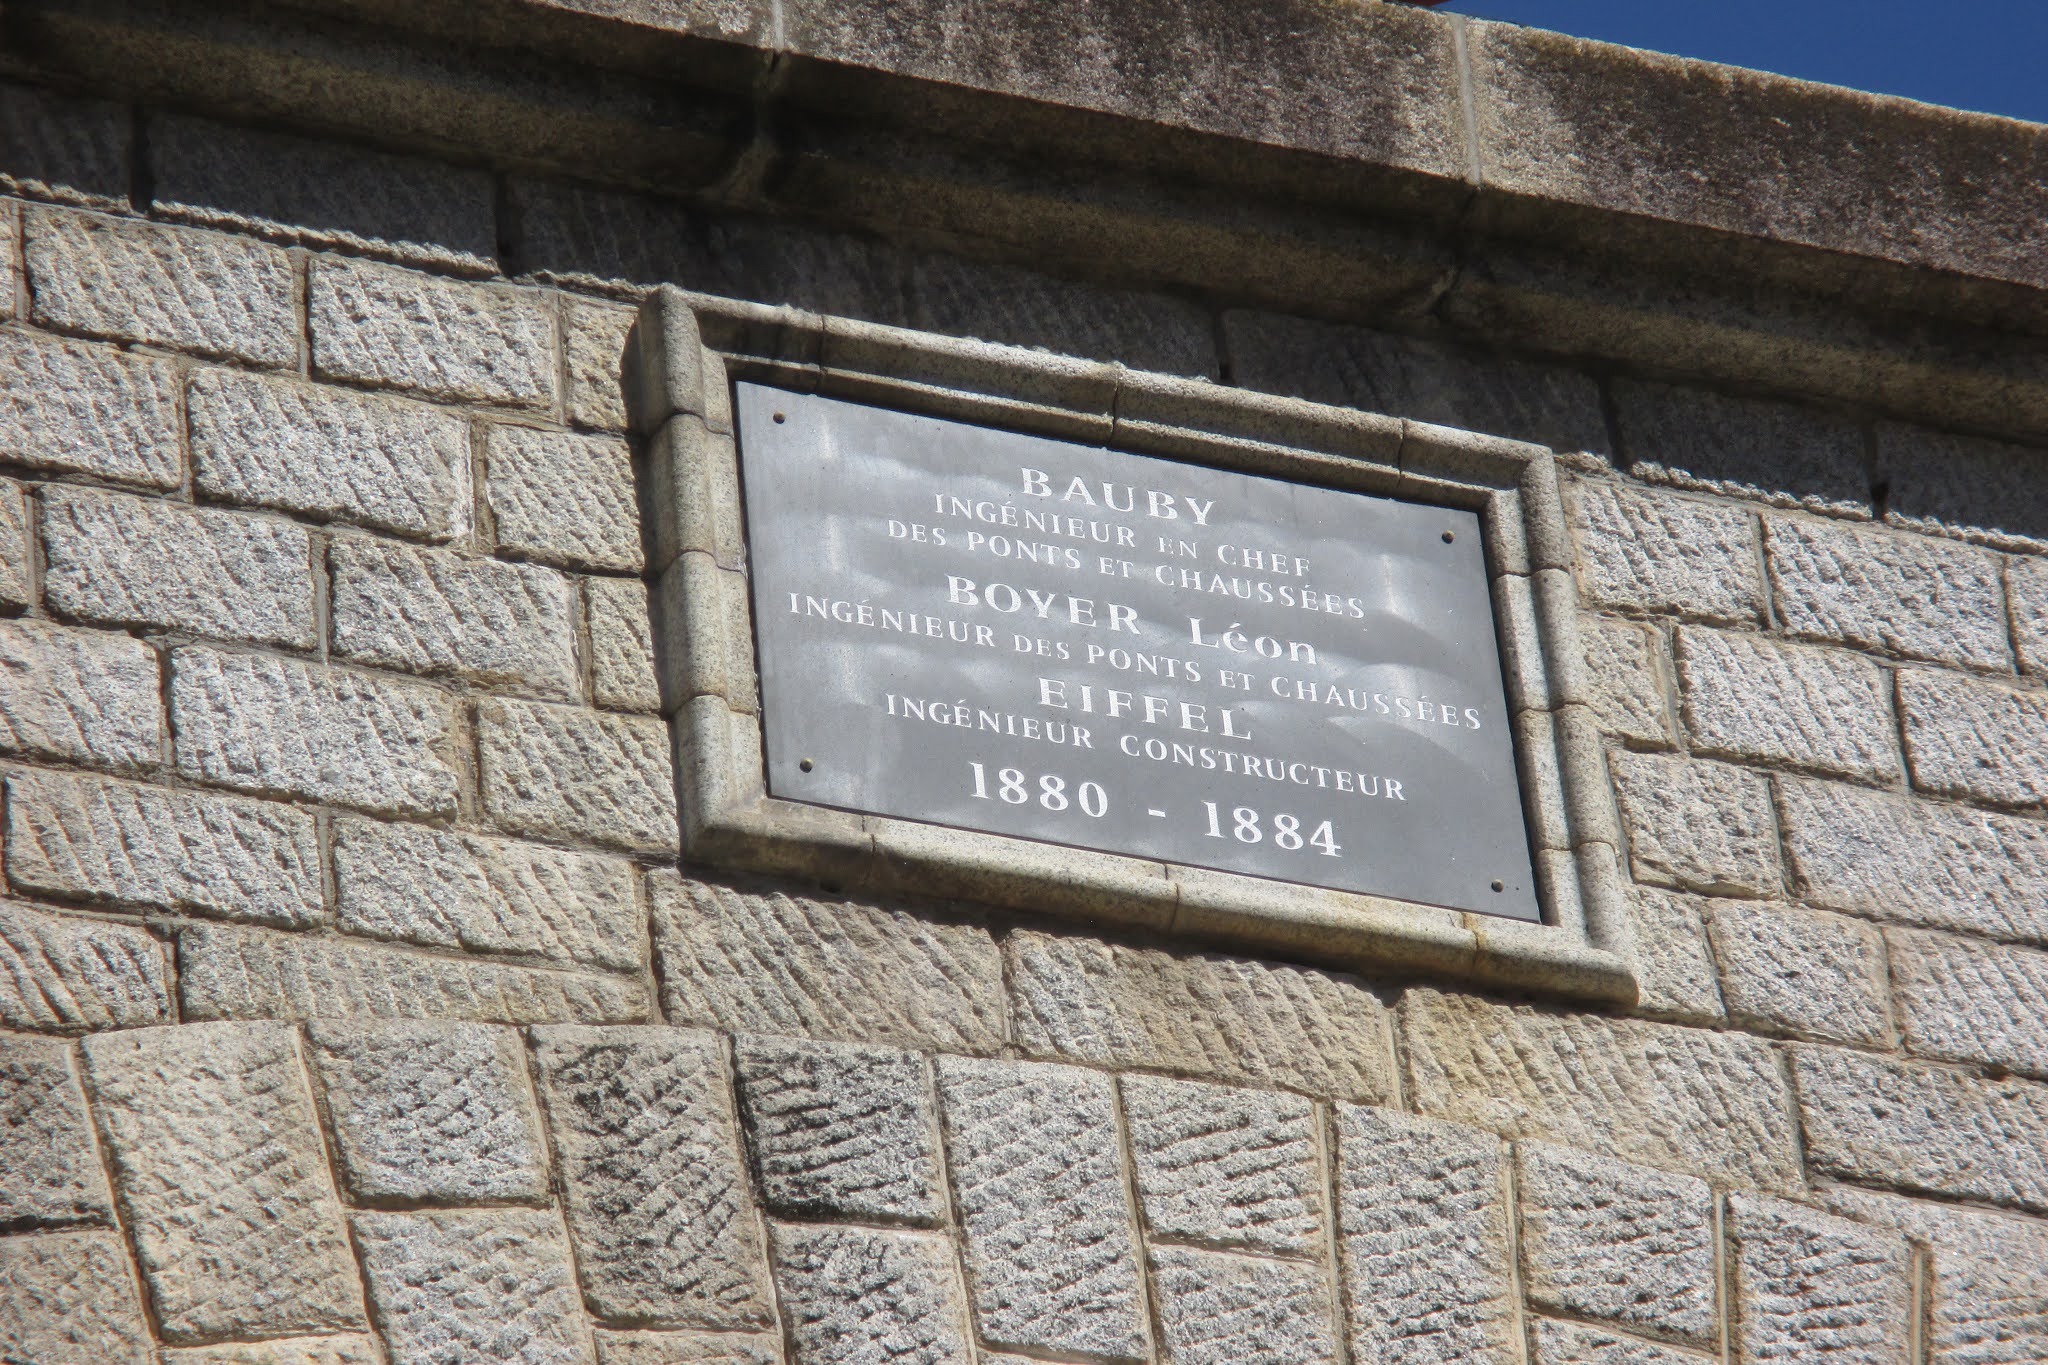 BAUBY
INGÉNIEUR EN CHEF
DES PONTS ET CHAUSSÉES
BOYER Léon
INGÉNIEUR DES PONTS ET CHAUSSÉES
EIFFEL
INGÉNIEUR CONSTRUCTEUR
1880 - 1884